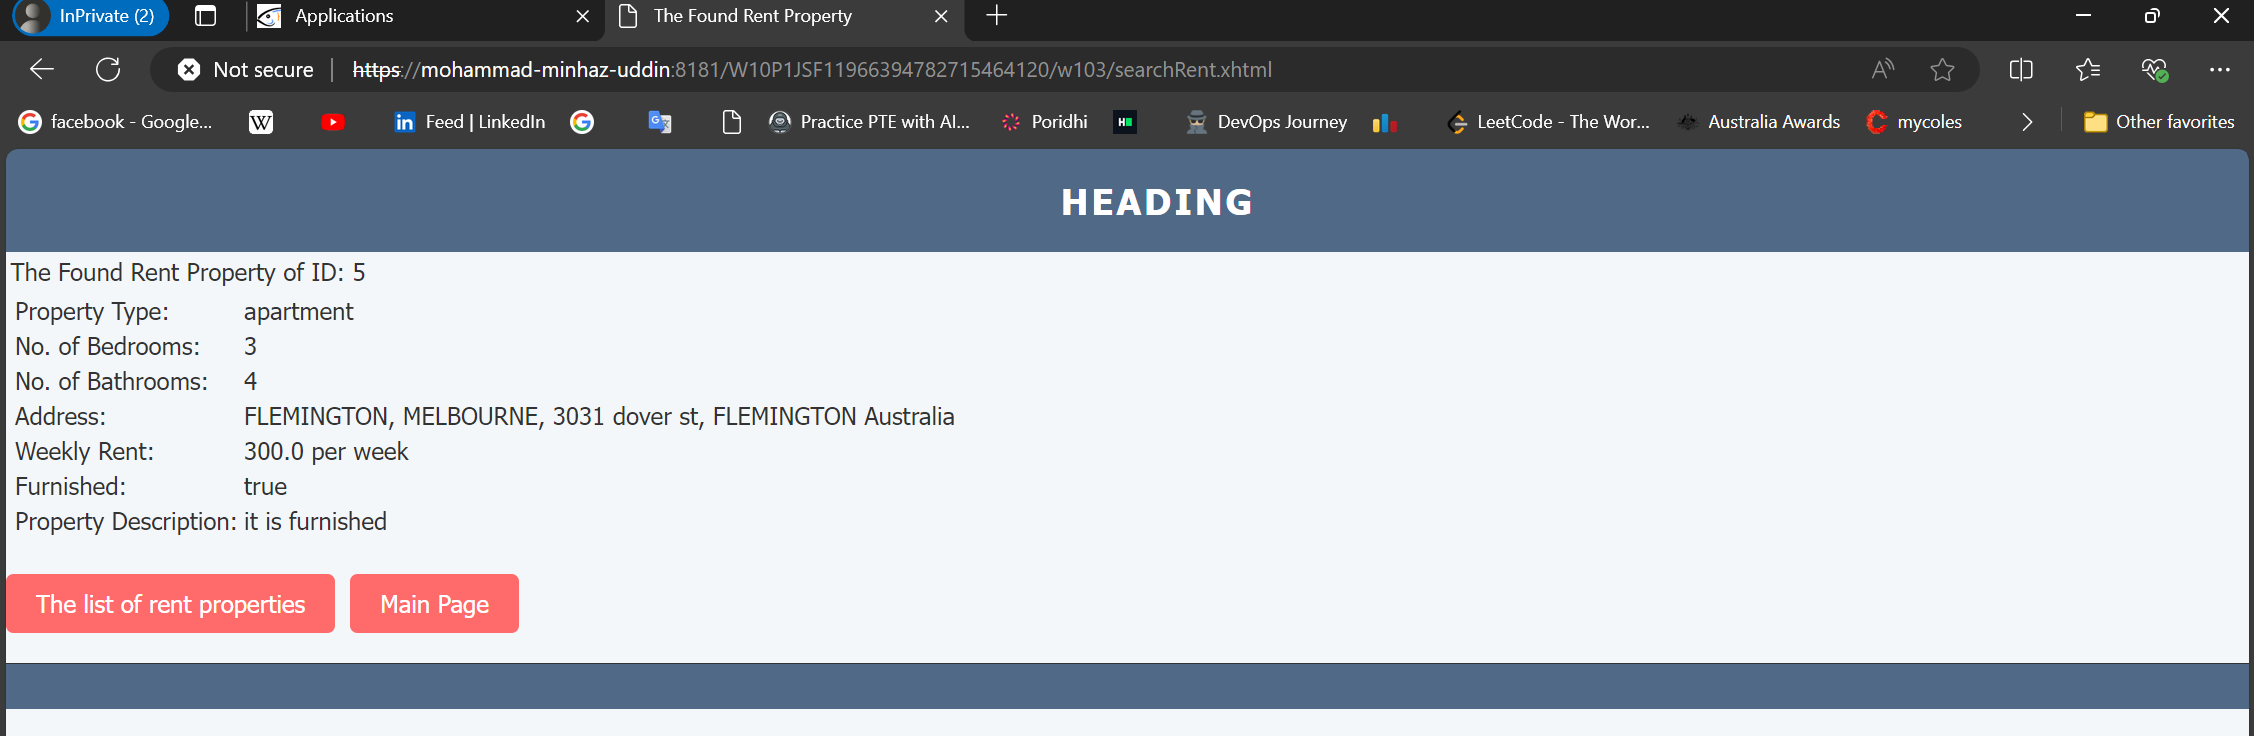 InPrivate (2) Applications The Found Rent Property
Not secure https://mohammad-minhaz-uddin:8181/W10P1JSF11966394782715464120/w103/searchRent.xhtml
facebook - Google... W in Feed | LinkedIn Practice PTE with AI... Poridhi H DevOps Journey LeetCode - The Wor... Australia Awards mycoles Other favorites
HEADING
The Found Rent Property of ID: 5
Property Type: apartment
No. of Bedrooms: 3
No. of Bathrooms: 4
Address: FLEMINGTON, MELBOURNE, 3031 dover st, FLEMINGTON Australia
Weekly Rent: 300.0 per week
Furnished: true
Property Description: it is furnished
The list of rent properties Main Page